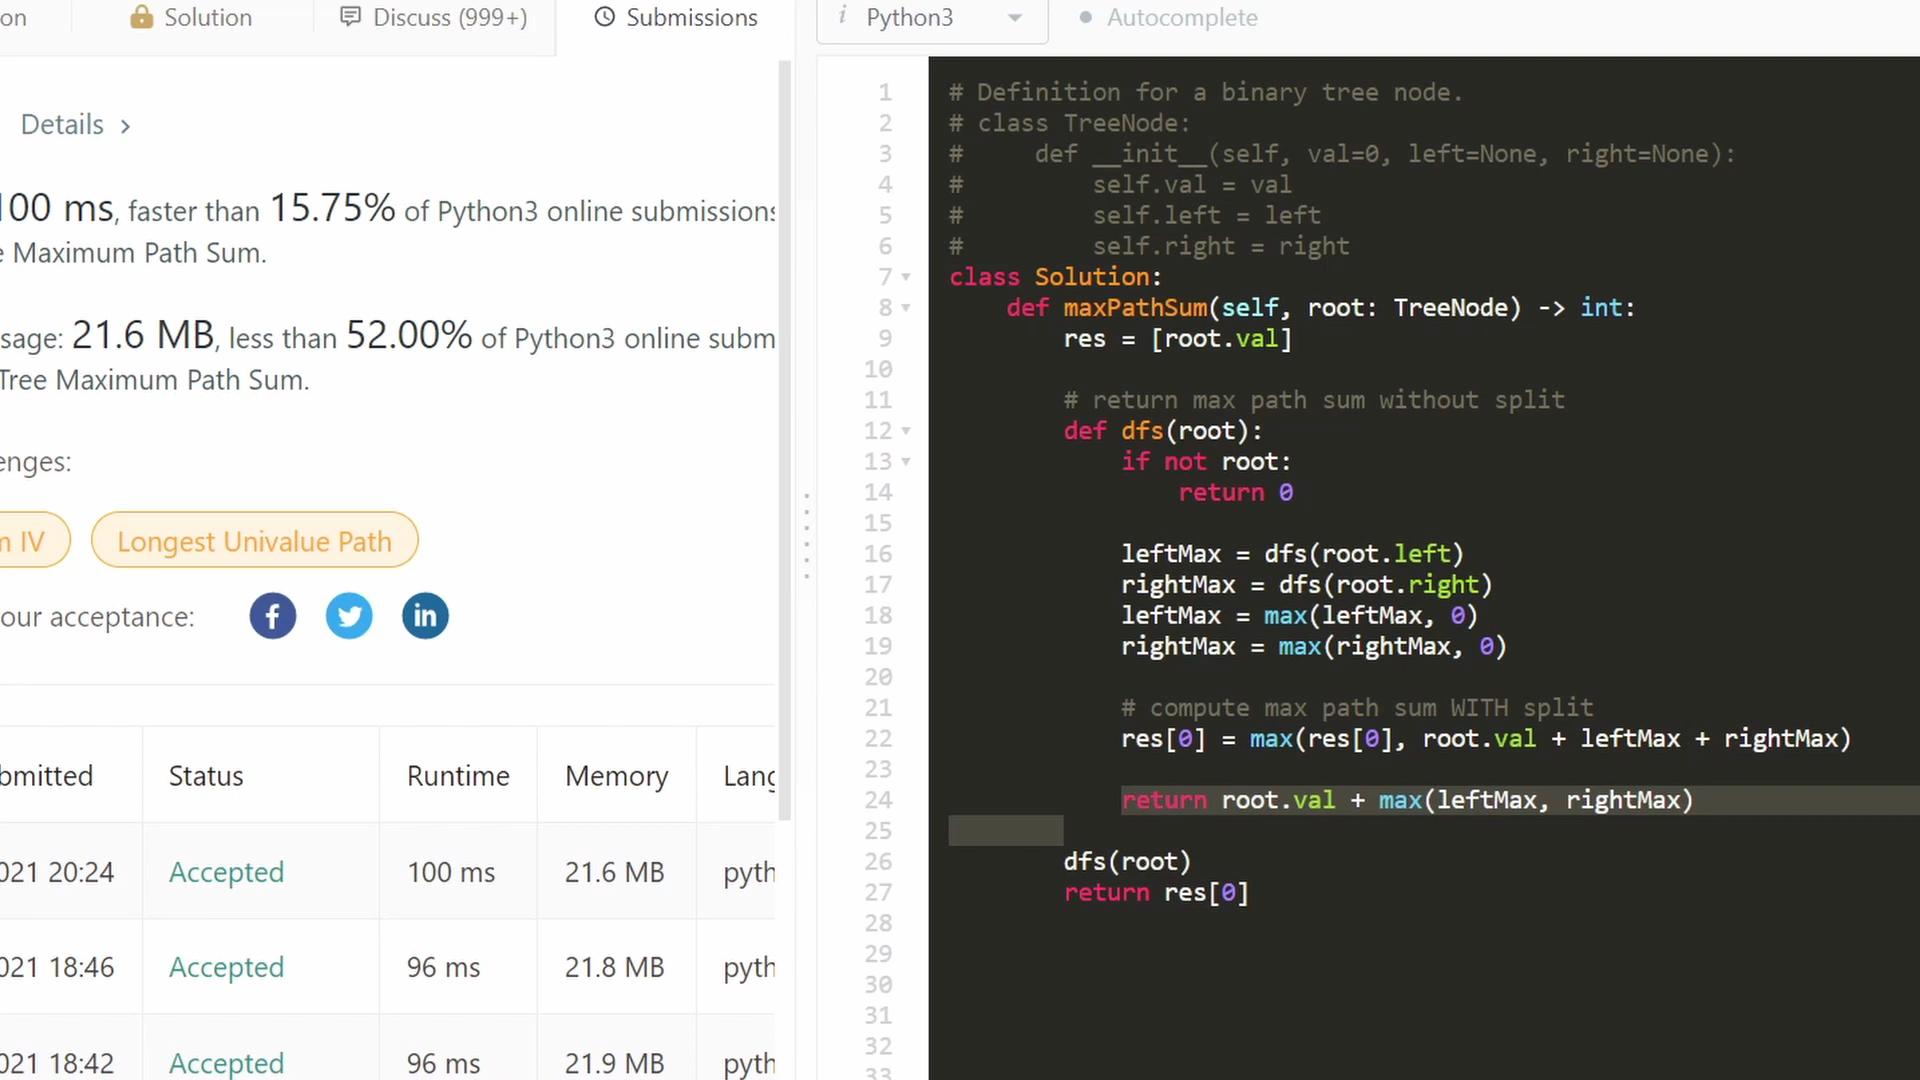 on
Solution
Discuss (999+)
Submissions
Details >
100 ms, faster than 15.75% of Python3 online submissions
e Maximum Path Sum.
sage: 21.6 MB, less than 52.00% of Python3 online subm
Tree Maximum Path Sum.
enges:
m IV
Longest Univalue Path
our acceptance:
bmitted Status Runtime Memory Lang
021 20:24 Accepted 100 ms 21.6 MB pyth
021 18:46 Accepted 96 ms 21.8 MB pyth
021 18:42 Accepted 96 ms 21.9 MB pyth
i Python3
Autocomplete
1 # Definition for a binary tree node.
2 # class TreeNode:
3 #     def __init__(self, val=0, left=None, right=None):
4 #         self.val = val
5 #         self.left = left
6 #         self.right = right
7 class Solution:
8     def maxPathSum(self, root: TreeNode) -> int:
9         res = [root.val]
10
11         # return max path sum without split
12         def dfs(root):
13             if not root:
14                 return 0
15
16             leftMax = dfs(root.left)
17             rightMax = dfs(root.right)
18             leftMax = max(leftMax, 0)
19             rightMax = max(rightMax, 0)
20
21             # compute max path sum WITH split
22             res[0] = max(res[0], root.val + leftMax + rightMax)
23
24             return root.val + max(leftMax, rightMax)
25
26         dfs(root)
27         return res[0]
28
29
30
31
32
33